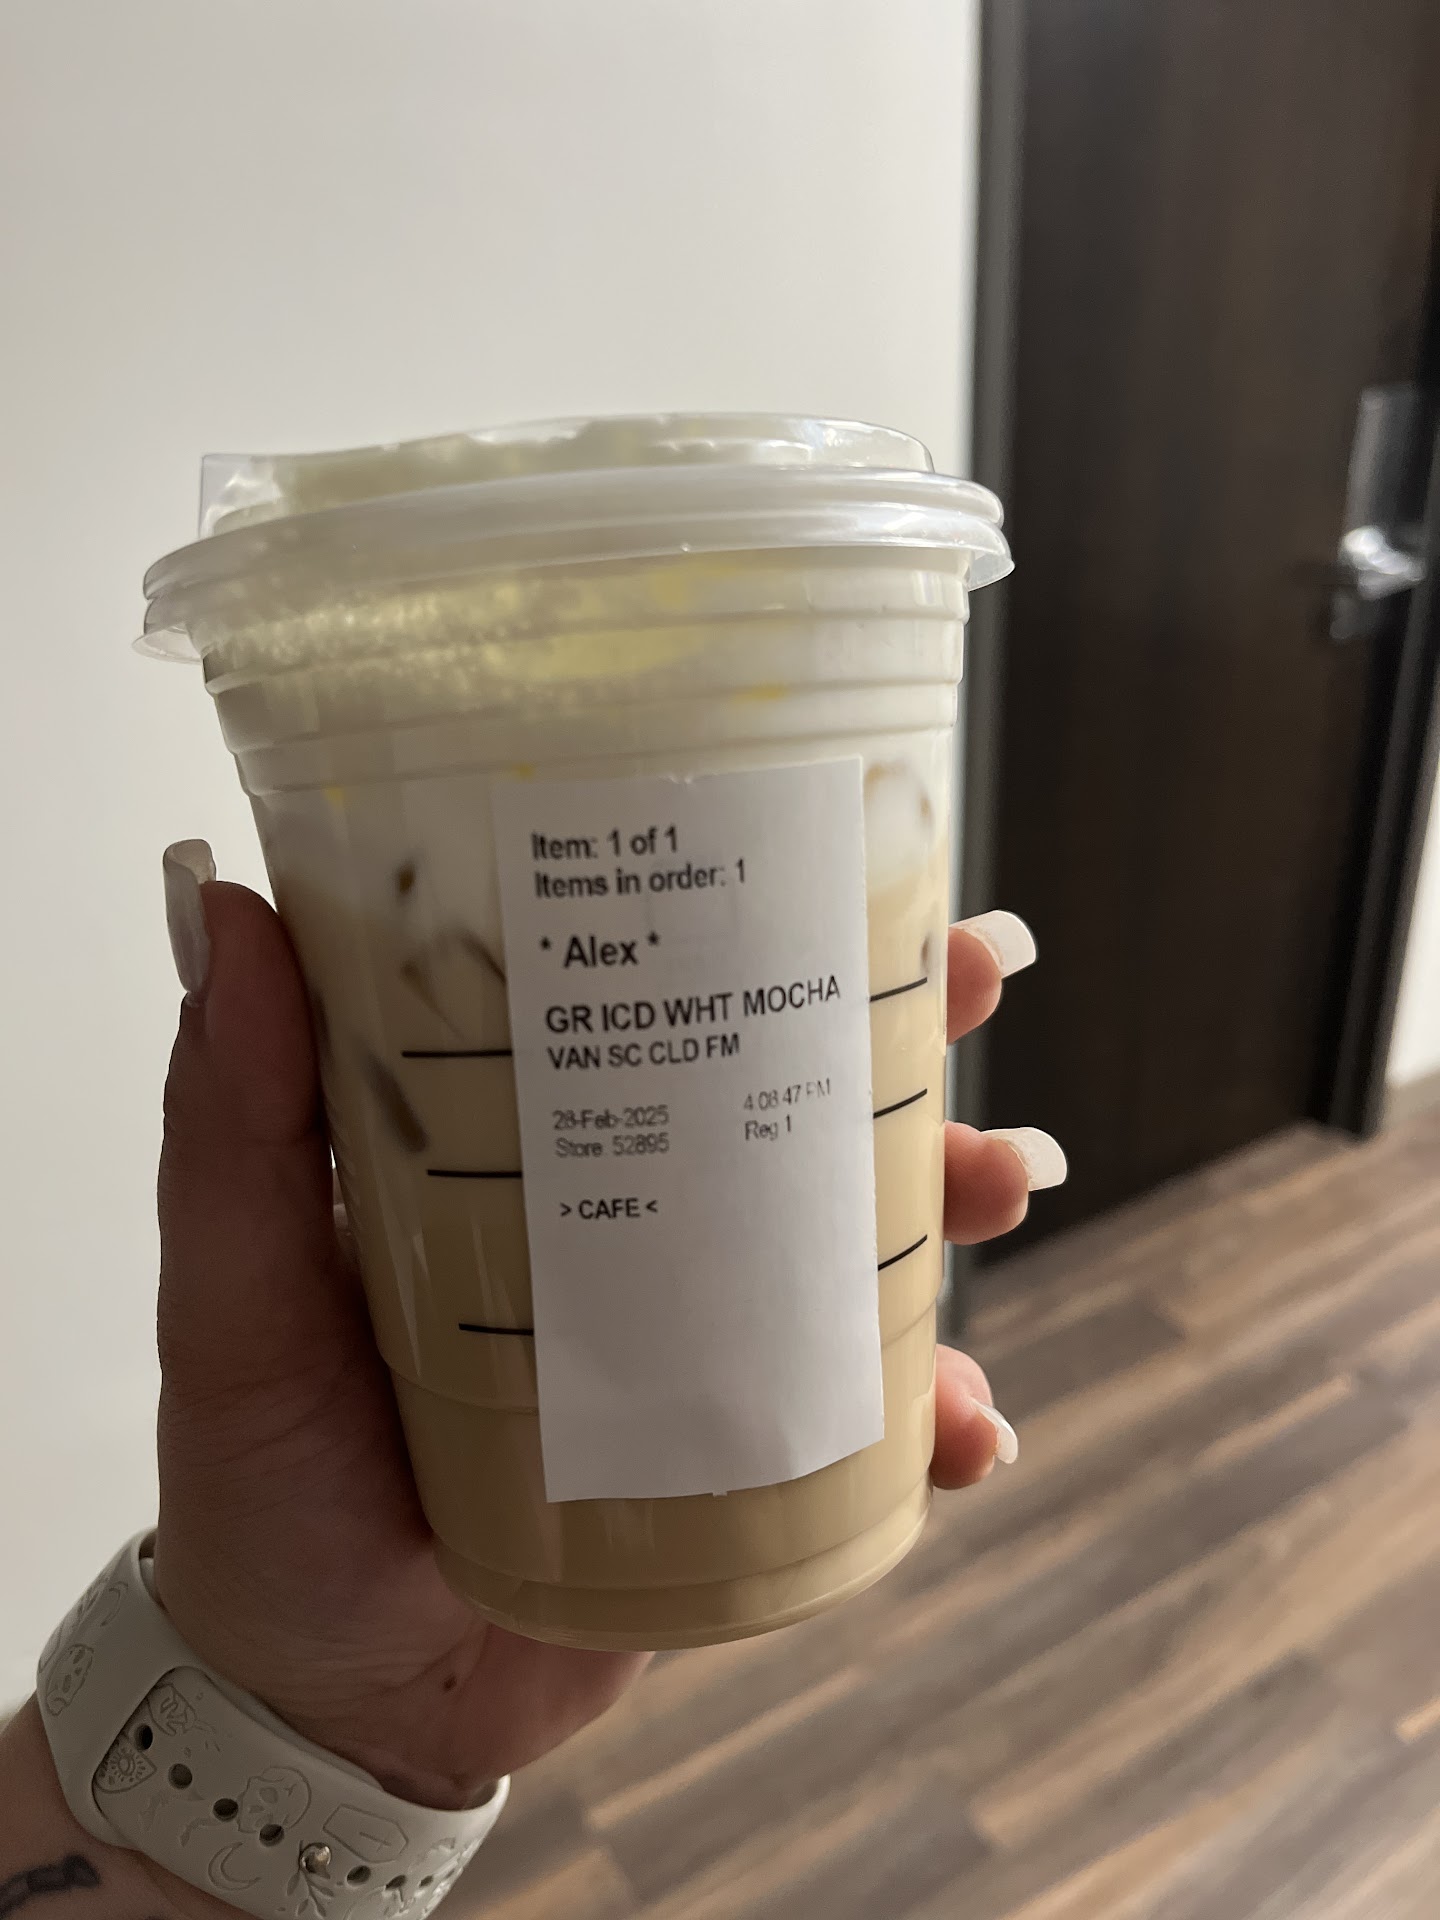 Item: 1 of 1
Items in order: 1
* Alex *
GR ICD WHT MOCHA
VAN SC CLD FM
28-Feb-2025 4:08:47 PM
Store: 52895 Reg 1
> CAFE <